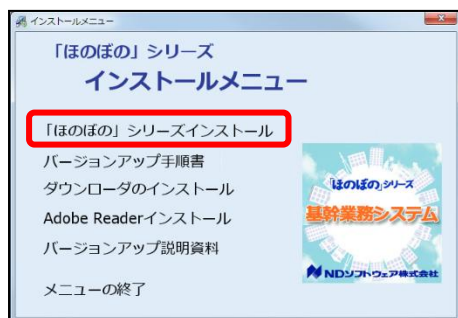 インストールメニュー
「ほのぼの」シリーズ
インストールメニュー
「ほのぼの」シリーズインストール
バージョンアップ手順書
ダウンローダのインストール
Adobe Readerインストール
バージョンアップ説明資料
メニューの終了
「ほのぼの」シリーズ
基幹業務システム
NDソフトウェア株式会社